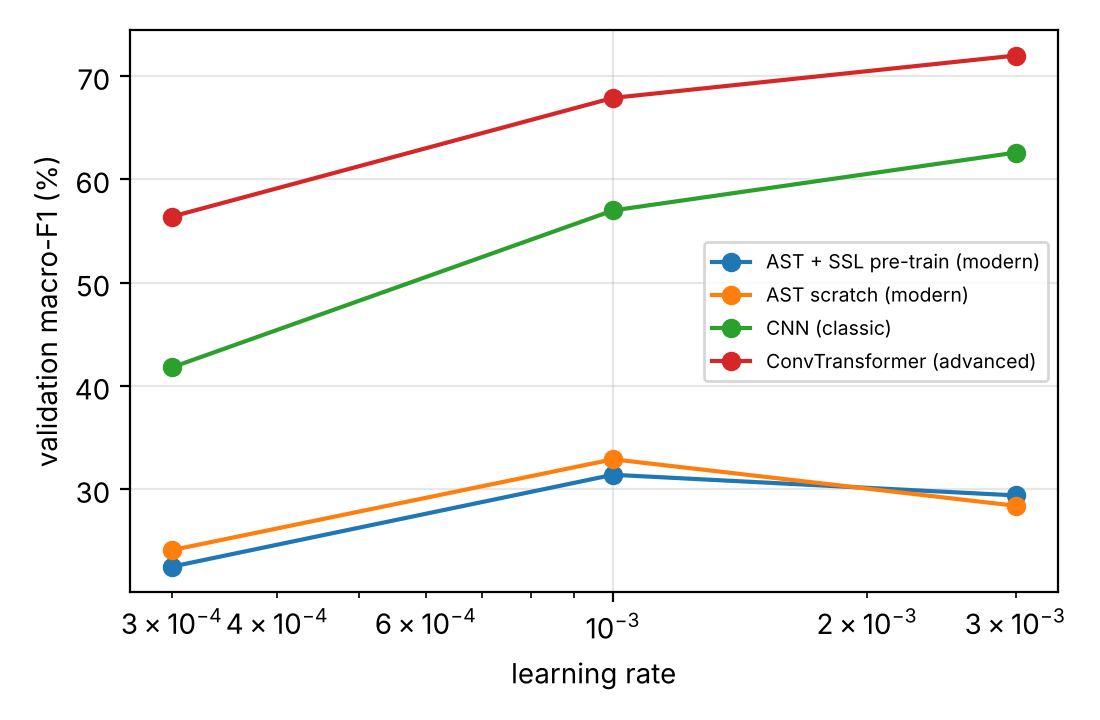 70
60
50
40
30
validation macro-F1 (%)
AST + SSL pre-train (modern)
AST scratch (modern)
CNN (classic)
ConvTransformer (advanced)
3 × 10⁻⁴ 4 × 10⁻⁴ 6 × 10⁻⁴ 10⁻³ 2 × 10⁻³ 3 × 10⁻³
learning rate